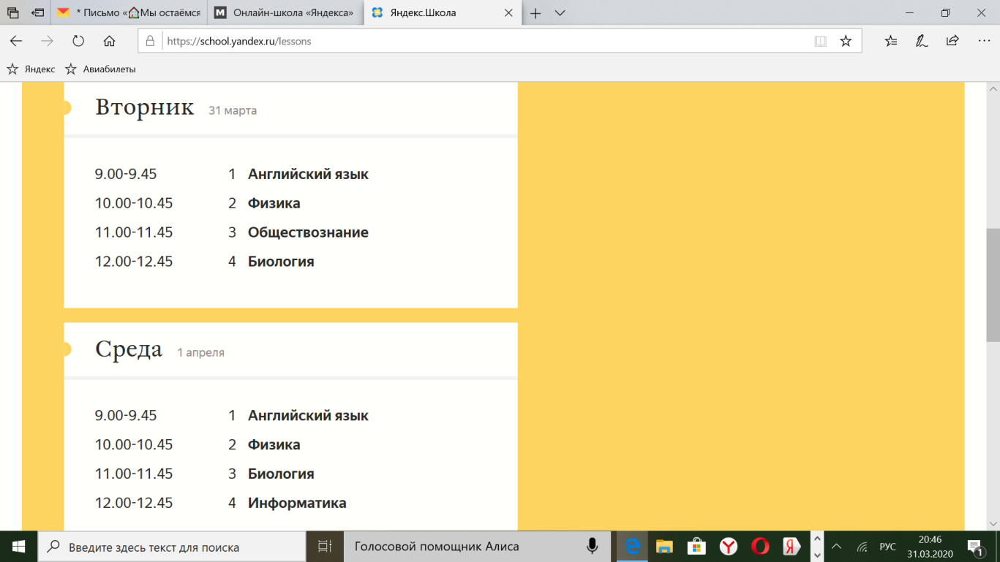 * Письмо «🏠Мы остаёмся
Онлайн-школа «Яндекса»
Яндекс.Школа
https://school.yandex.ru/lessons
Яндекс
Авиабилеты
Вторник 31 марта
9.00-9.45 1 Английский язык
10.00-10.45 2 Физика
11.00-11.45 3 Обществознание
12.00-12.45 4 Биология
Среда 1 апреля
9.00-9.45 1 Английский язык
10.00-10.45 2 Физика
11.00-11.45 3 Биология
12.00-12.45 4 Информатика
Введите здесь текст для поиска
Голосовой помощник Алиса
РУС
20:46
31.03.2020
1